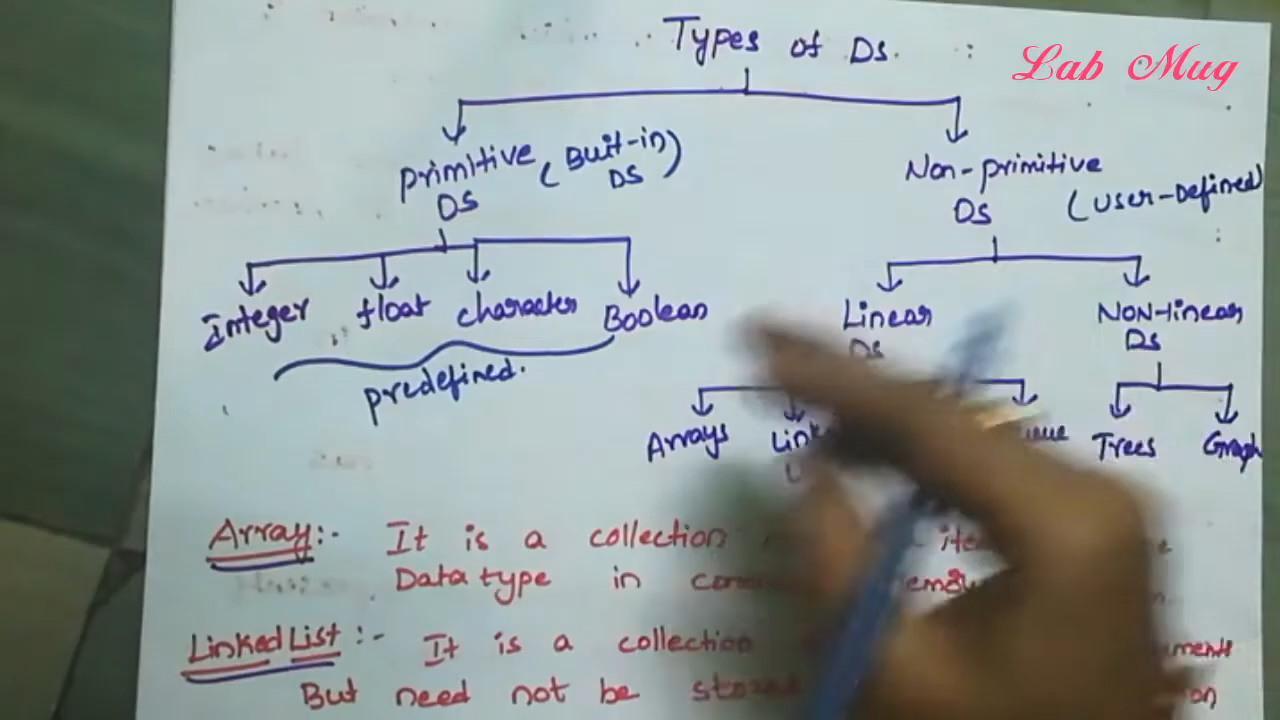 Types of Ds.
Lab Mug
primitive (Buit-in)
DS DS
Non-primitive
DS (User-Defined)
Integer float character Boolean
predefined.
Linear
Ds
NON-linear
Ds
Arrays
Trees Graph
Array:- It is a collection
Datatype in
Linked List :- It is a collection
But need not be